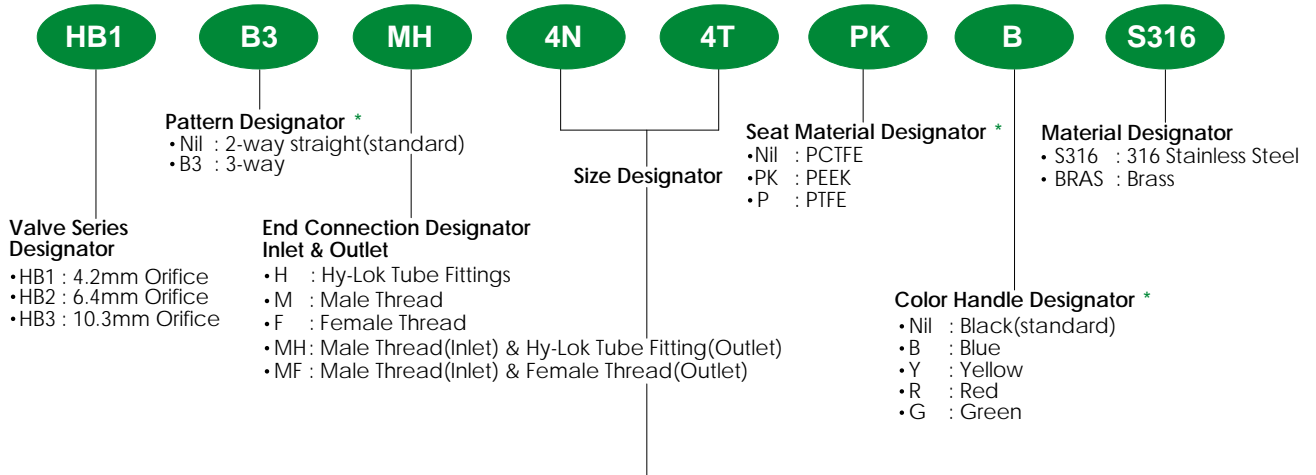 HB1 B3 MH 4N 4T PK B S316
Pattern Designator *
•Nil : 2-way straight(standard)
•B3 : 3-way
Size Designator
Seat Material Designator *
•Nil : PCTFE
•PK : PEEK
•P : PTFE
Material Designator
• S316 : 316 Stainless Steel
• BRAS : Brass
Valve Series
Designator
•HB1 : 4.2mm Orifice
•HB2 : 6.4mm Orifice
•HB3 : 10.3mm Orifice
End Connection Designator
Inlet & Outlet
•H : Hy-Lok Tube Fittings
•M : Male Thread
•F : Female Thread
•MH : Male Thread(Inlet) & Hy-Lok Tube Fitting(Outlet)
•MF : Male Thread(Inlet) & Female Thread(Outlet)
Color Handle Designator *
•Nil : Black(standard)
•B : Blue
•Y : Yellow
•R : Red
•G : Green